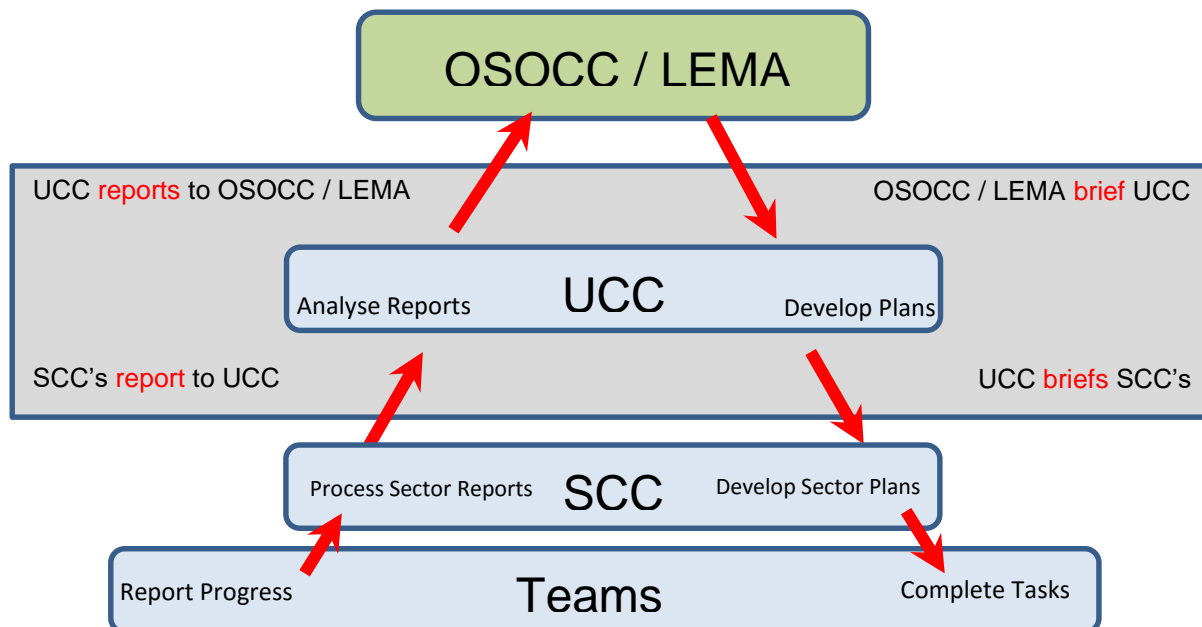 OSOCC / LEMA
UCC reports to OSOCC / LEMA
OSOCC / LEMA brief UCC
Analyse Reports
UCC
Develop Plans
SCC’s report to UCC
UCC briefs SCC’s
Process Sector Reports
SCC
Develop Sector Plans
Report Progress
Teams
Complete Tasks